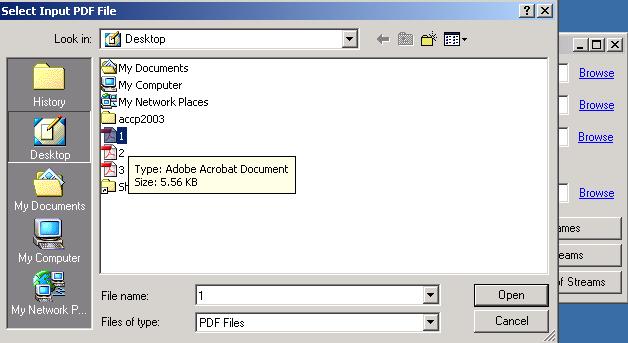 Select Input PDF File
Look in: Desktop
My Documents
My Computer
My Network Places
accp2003
1
2
3
Type: Adobe Acrobat Document
Size: 5.56 KB
History
Desktop
My Documents
My Computer
My Network P...
File name: 1
Open
Files of type: PDF Files
Cancel
Browse
Browse
Browse
Browse
ames
eams
of Streams